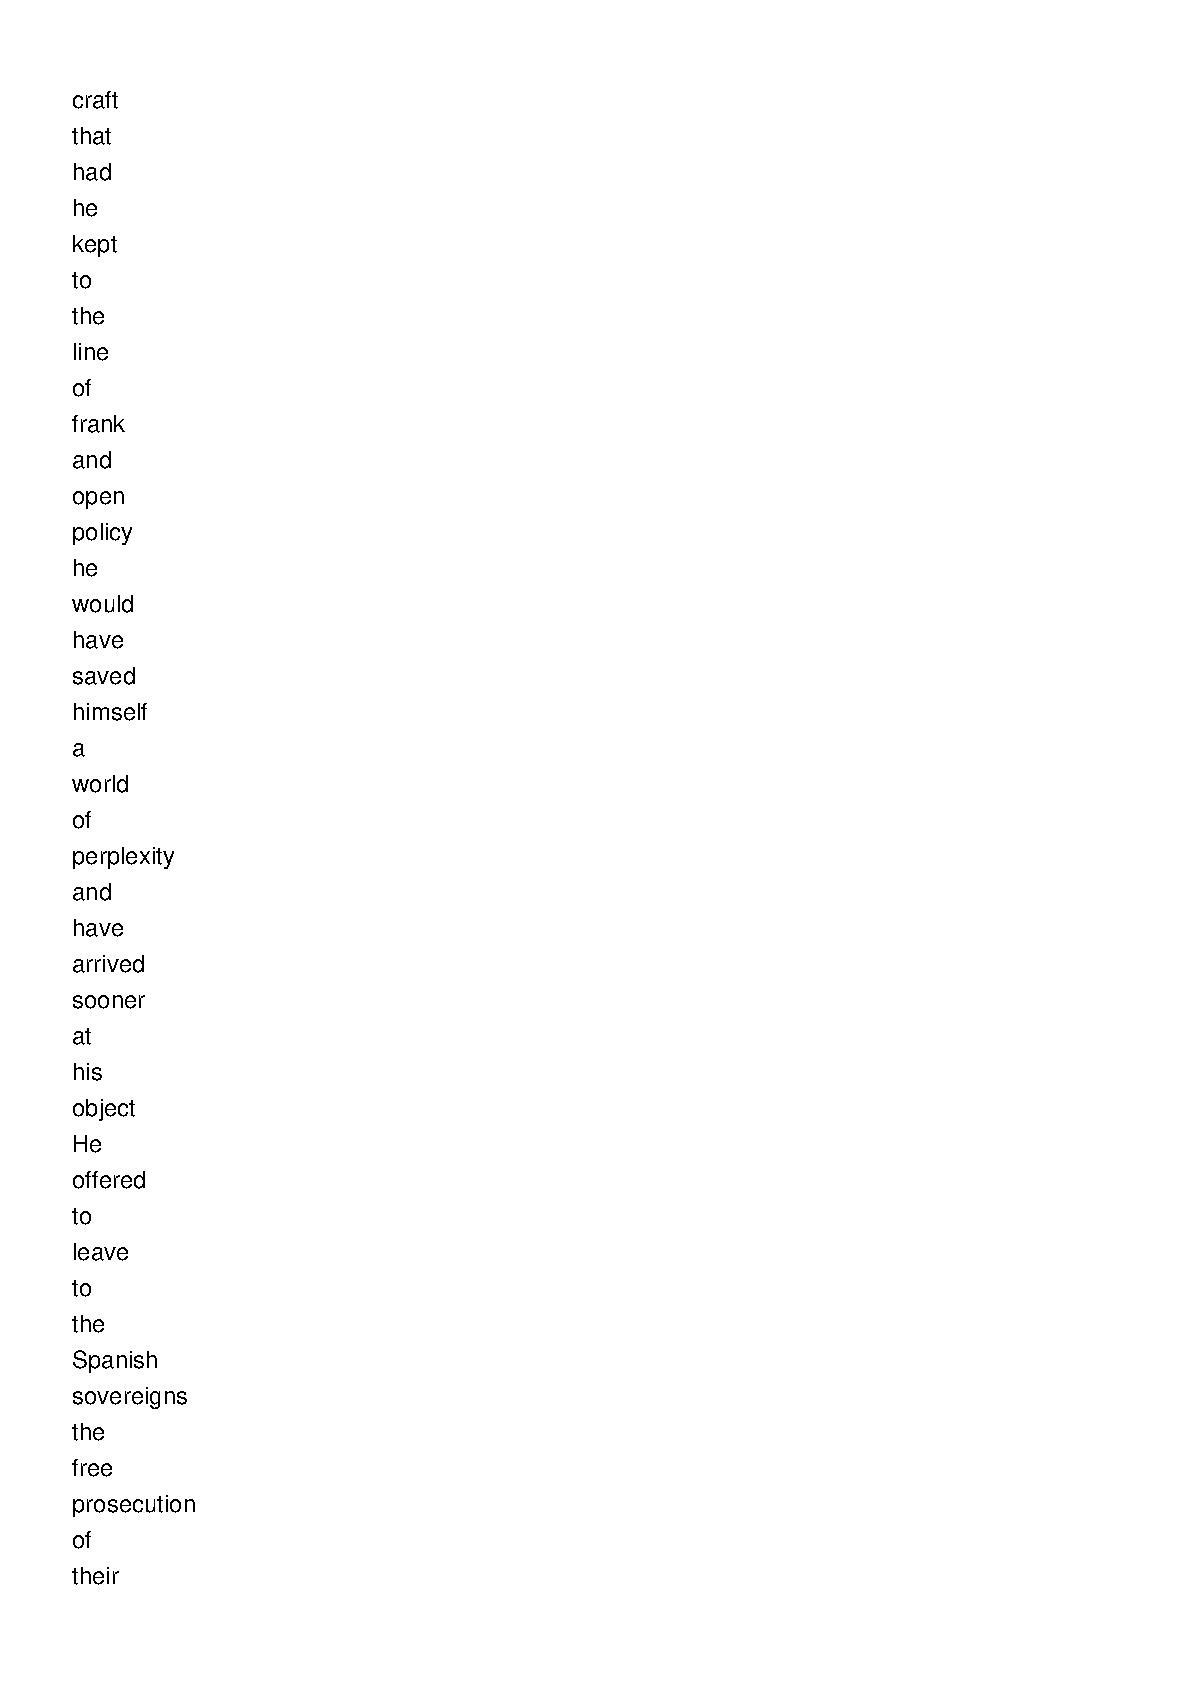 craft
that
had
he
kept
to
the
line
of
frank
and
open
policy
he
would
have
saved
himself
a
world
of
perplexity
and
have
arrived
sooner
at
his
object
He
offered
to
leave
to
the
Spanish
sovereigns
the
free
prosecution
of
their